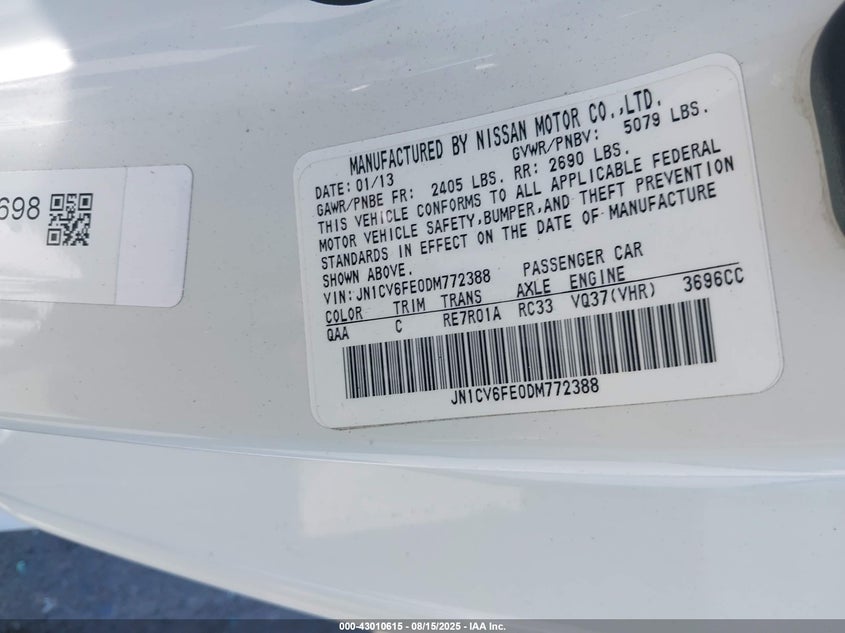 MANUFACTURED BY NISSAN MOTOR CO.,LTD.
DATE: 01/13 GVWR/PNBV: 5079 LBS.
GAWR/PNBE FR: 2405 LBS. RR: 2690 LBS.
THIS VEHICLE CONFORMS TO ALL APPLICABLE FEDERAL
MOTOR VEHICLE SAFETY,BUMPER,AND THEFT PREVENTION
STANDARDS IN EFFECT ON THE DATE OF MANUFACTURE
SHOWN ABOVE.
VIN: JN1CV6FE0DM772388 PASSENGER CAR
COLOR TRIM TRANS AXLE ENGINE
QAA C RE7R01A RC33 VQ37(VHR) 3696CC
JN1CV6FE0DM772388
698
000-43010615 - 08/15/2025 - IAA Inc.